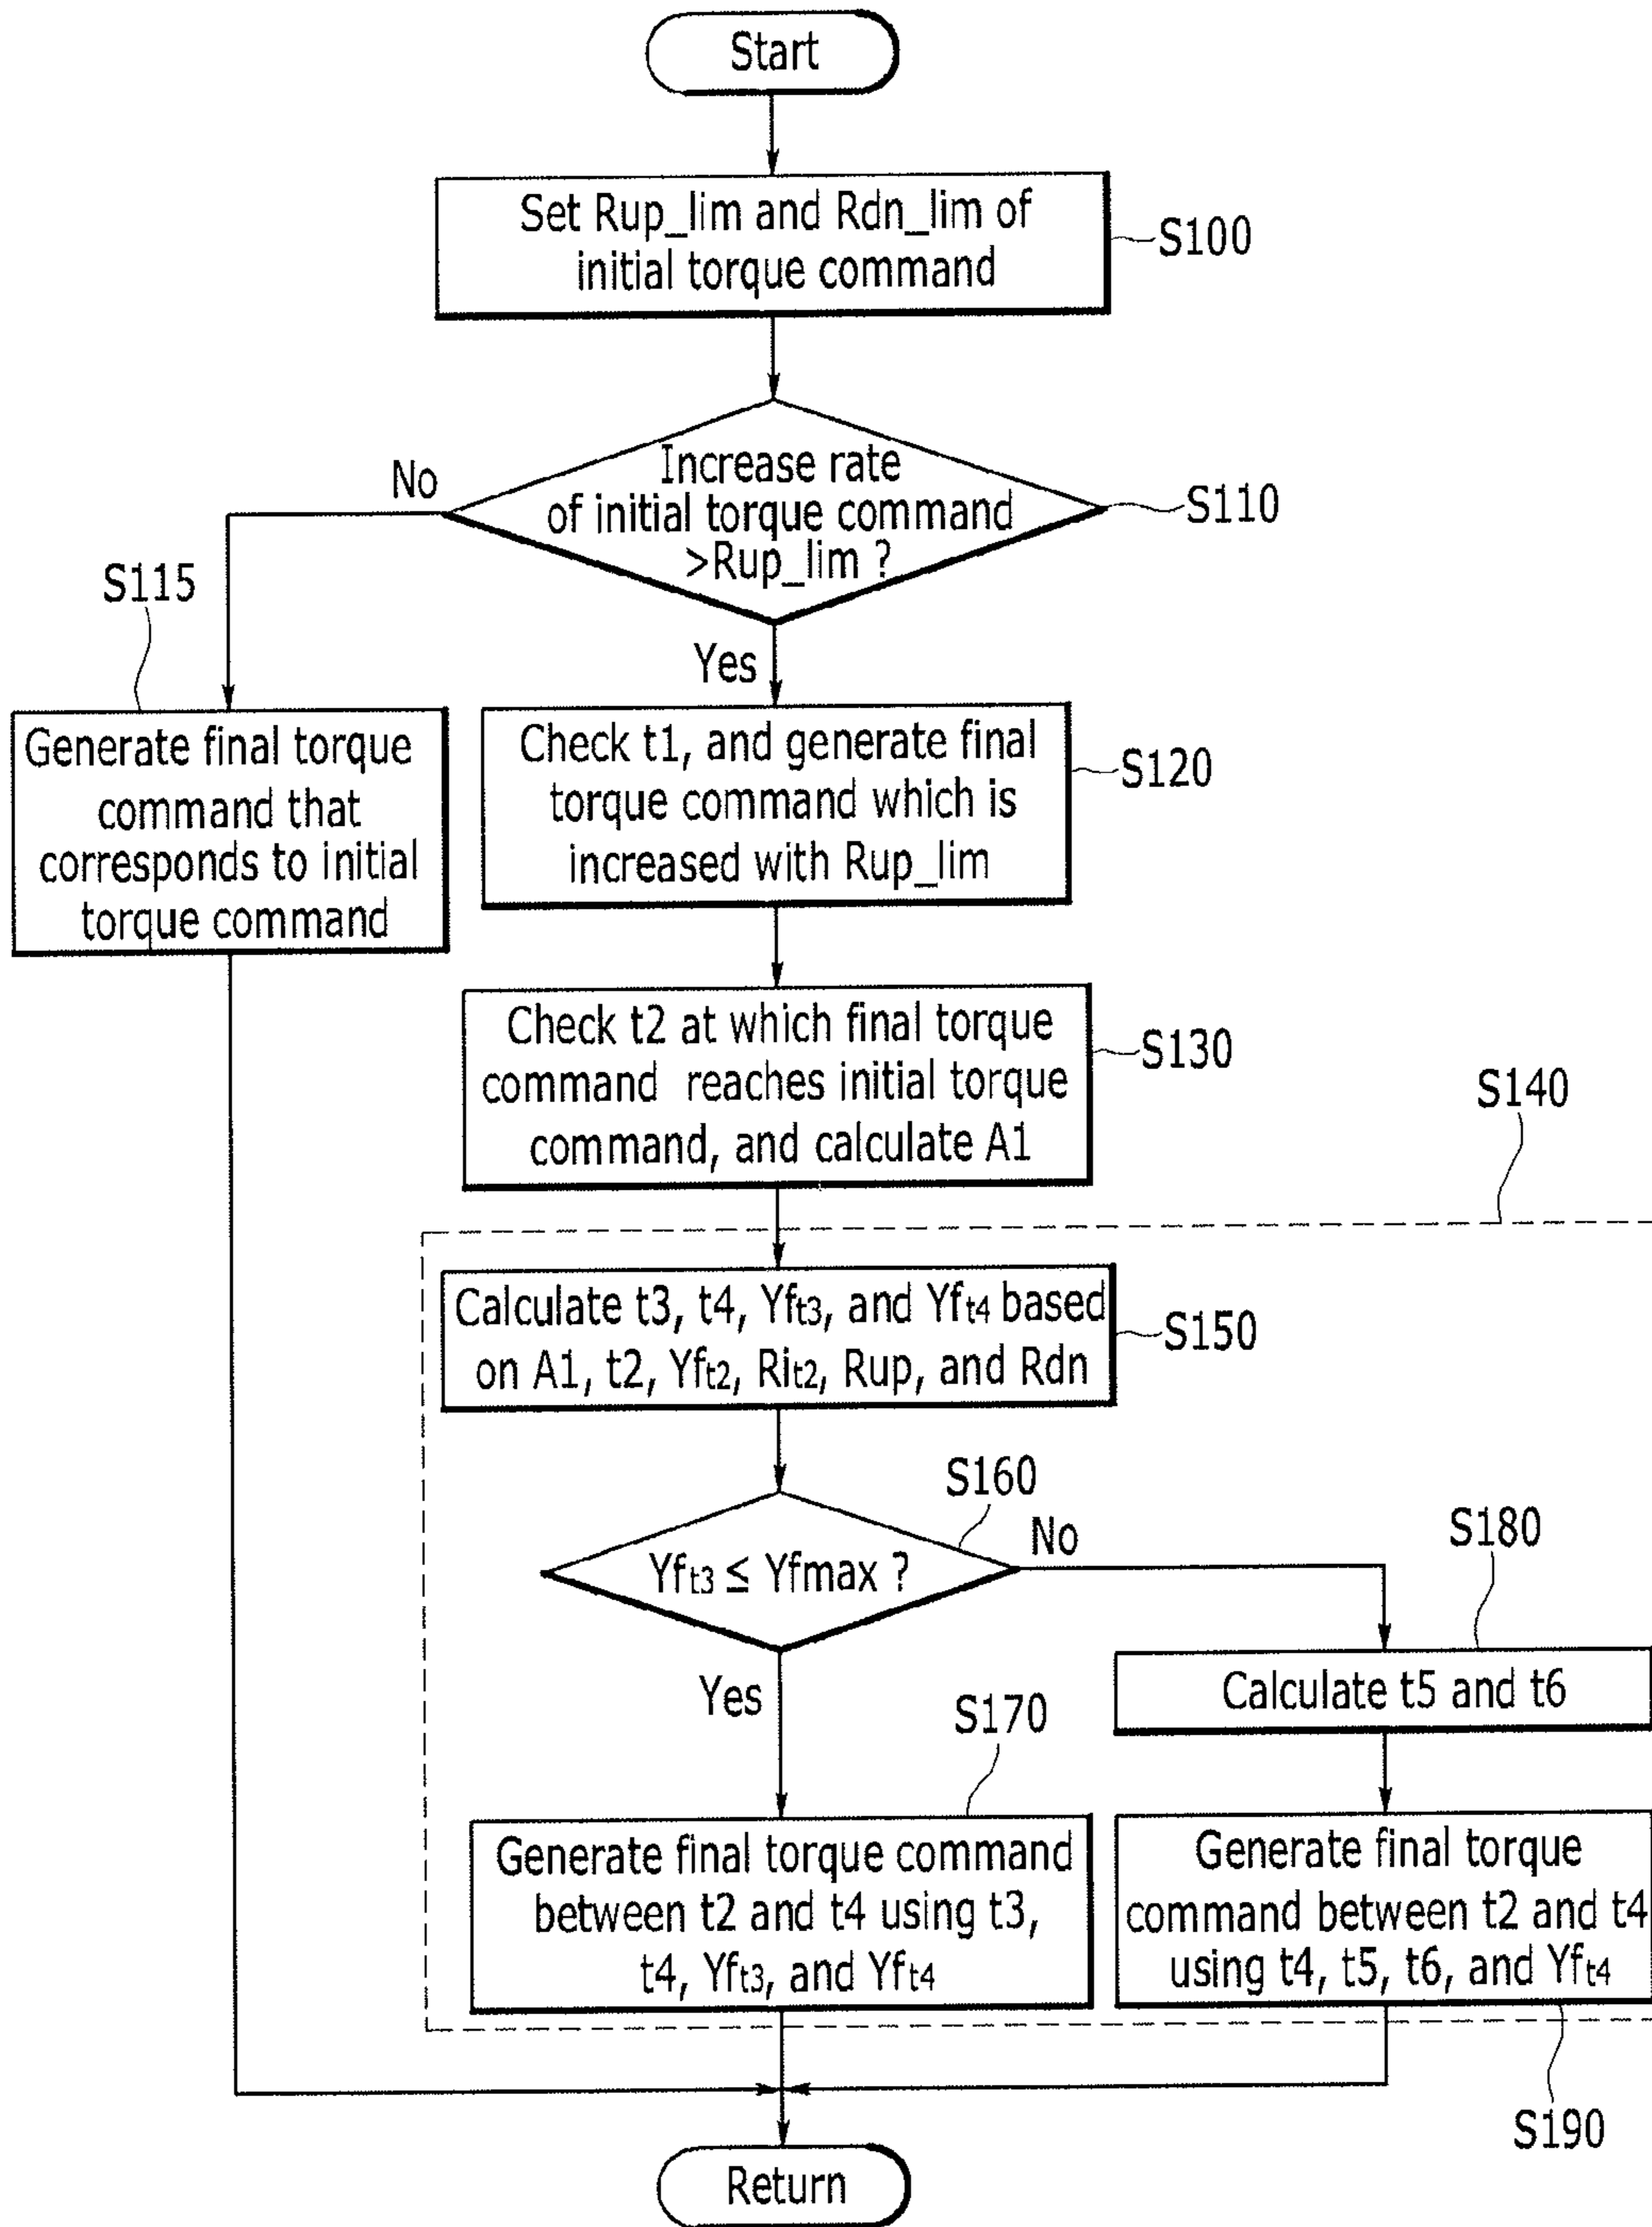 Start
Set Rup_lim and Rdn_lim of
initial torque command
S100
Increase rate
of initial torque command
>Rup_lim ?
S110
No
Yes
S115
Generate final torque
command that
corresponds to initial
torque command
Check t1, and generate final
torque command which is
increased with Rup_lim
S120
Check t2 at which final torque
command reaches initial torque
command, and calculate A1
S130
S140
Calculate t3, t4, Yft3, and Yft4 based
on A1, t2, Yft2, Rit2, Rup, and Rdn
S150
S160
Yft3 ≤ Yfmax ?
No
Yes
S180
Calculate t5 and t6
S170
Generate final torque command
between t2 and t4 using t3,
t4, Yft3, and Yft4
Generate final torque
command between t2 and t4
using t4, t5, t6, and Yft4
S190
Return